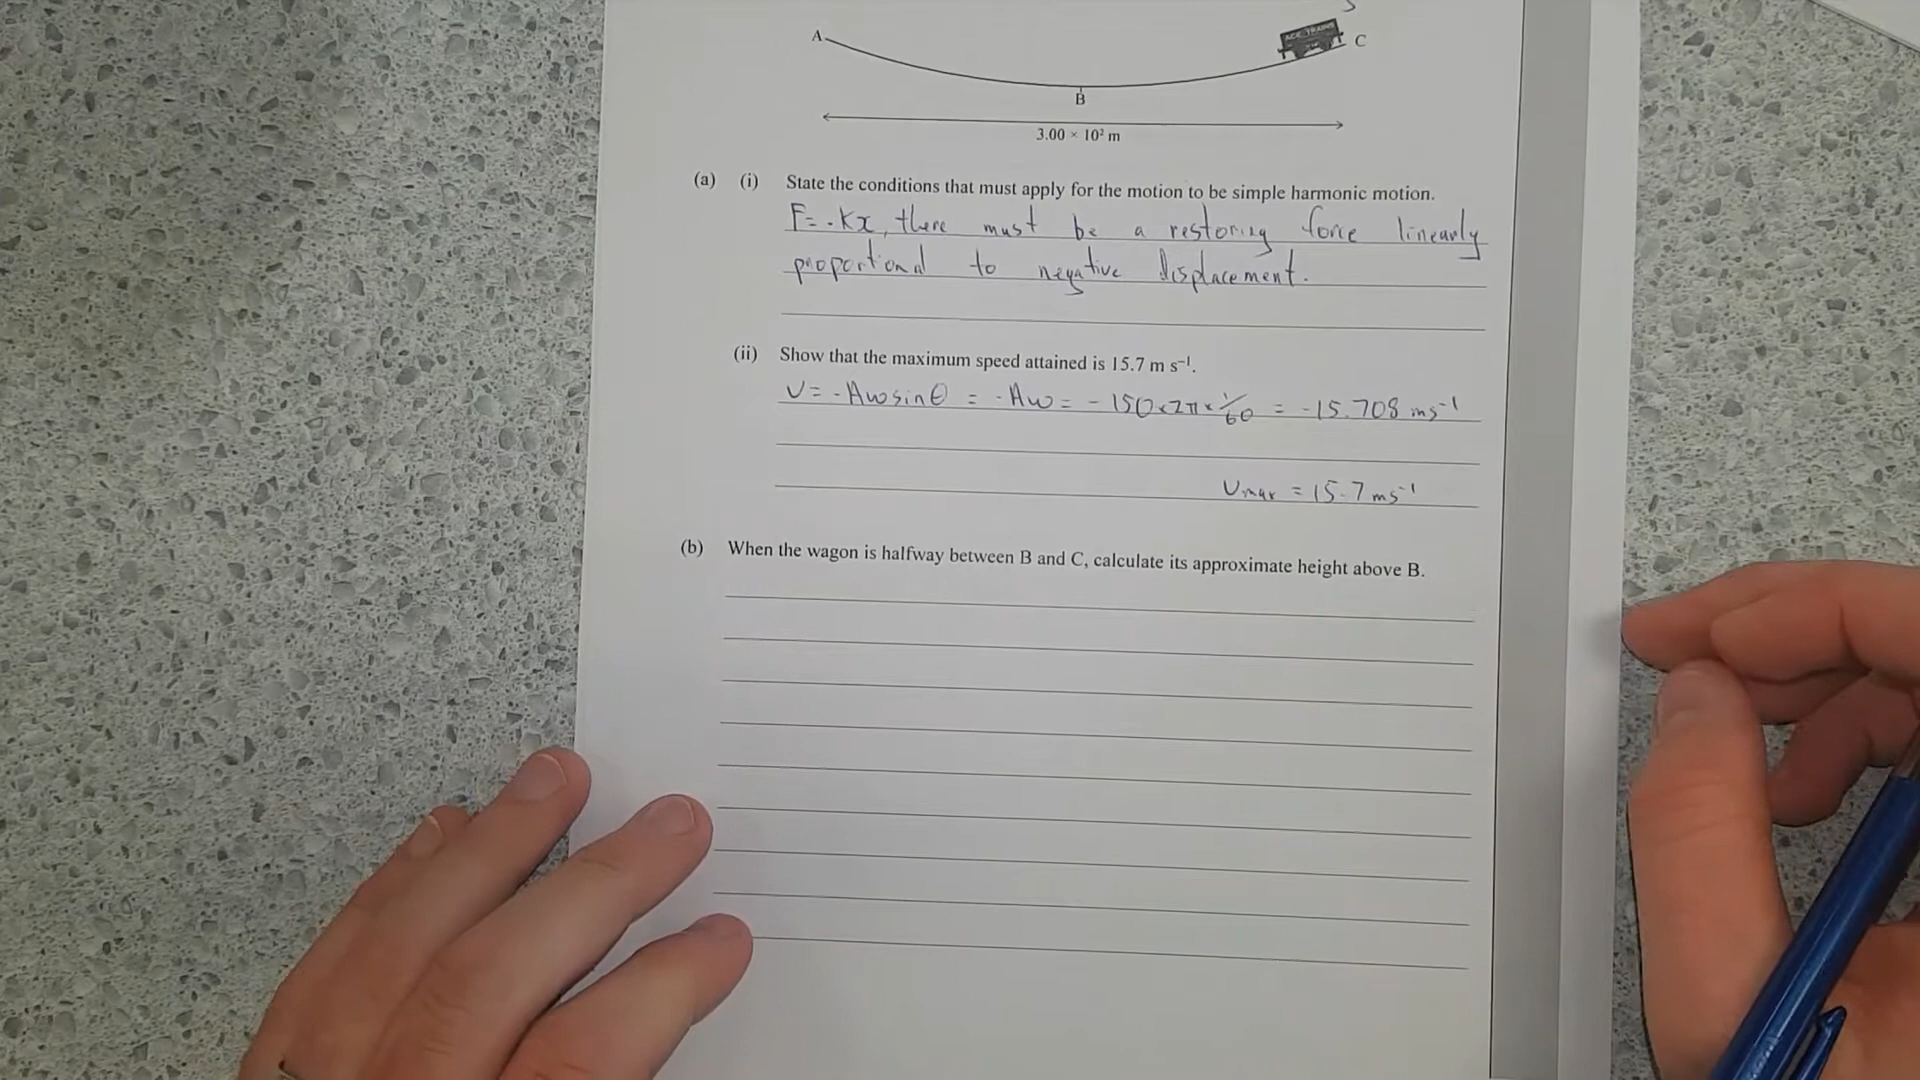 ACE TRAINS
A
C
B
3.00 × 10² m
(a) (i) State the conditions that must apply for the motion to be simple harmonic motion.
F = -kx, there must be a restoring force linearly
proportional to negative displacement.
(ii) Show that the maximum speed attained is 15.7 m s⁻¹.
V = -Aω sinθ = -Aω = -150 × 2π × 1/60 = -15.708 ms⁻¹
Vmax = 15.7 ms⁻¹
(b) When the wagon is halfway between B and C, calculate its approximate height above B.